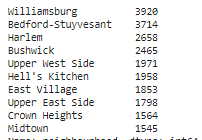 Williamsburg 3920
Bedford-Stuyvesant 3714
Harlem 2658
Bushwick 2465
Upper West Side 1971
Hell's Kitchen 1958
East Village 1853
Upper East Side 1798
Crown Heights 1564
Midtown 1545